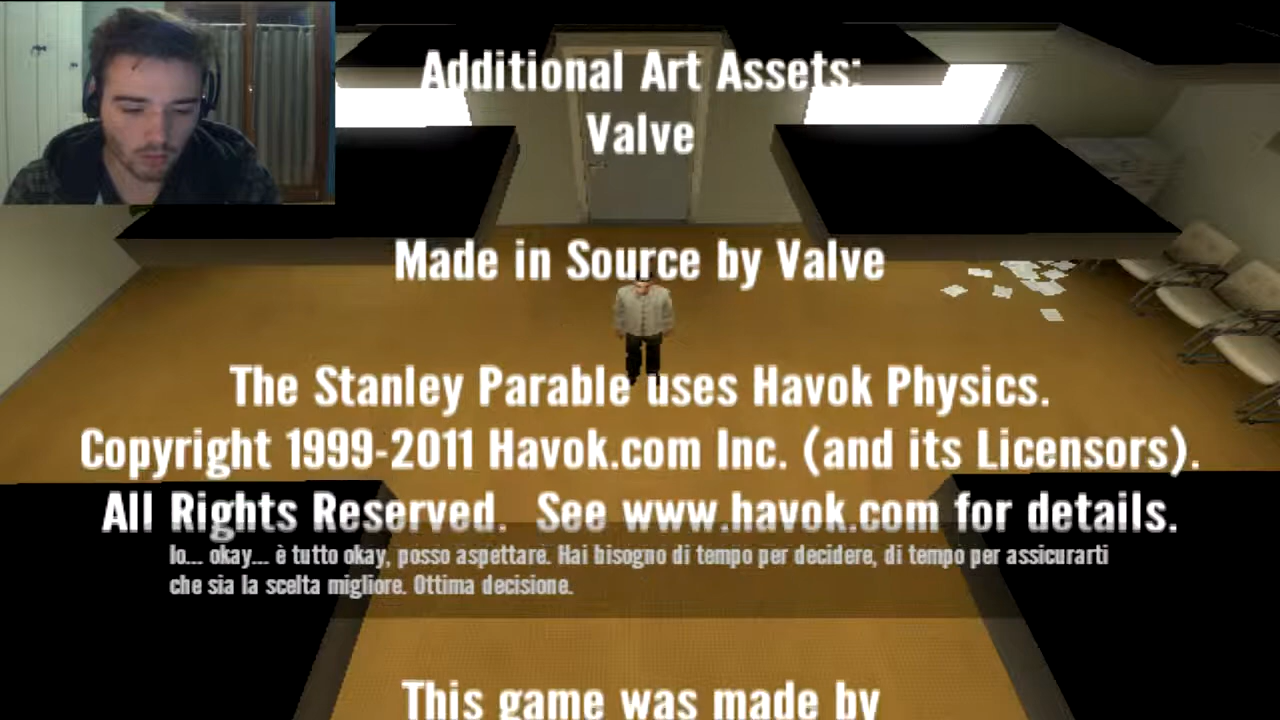 Additional Art Assets:
Valve
Made in Source by Valve
The Stanley Parable uses Havok Physics.
Copyright 1999-2011 Havok.com Inc. (and its Licensors).
All Rights Reserved. See www.havok.com for details.
Io... okay... è tutto okay, posso aspettare. Hai bisogno di tempo per decidere, di tempo per assicurarti
che sia la scelta migliore. Ottima decisione.
This game was made by